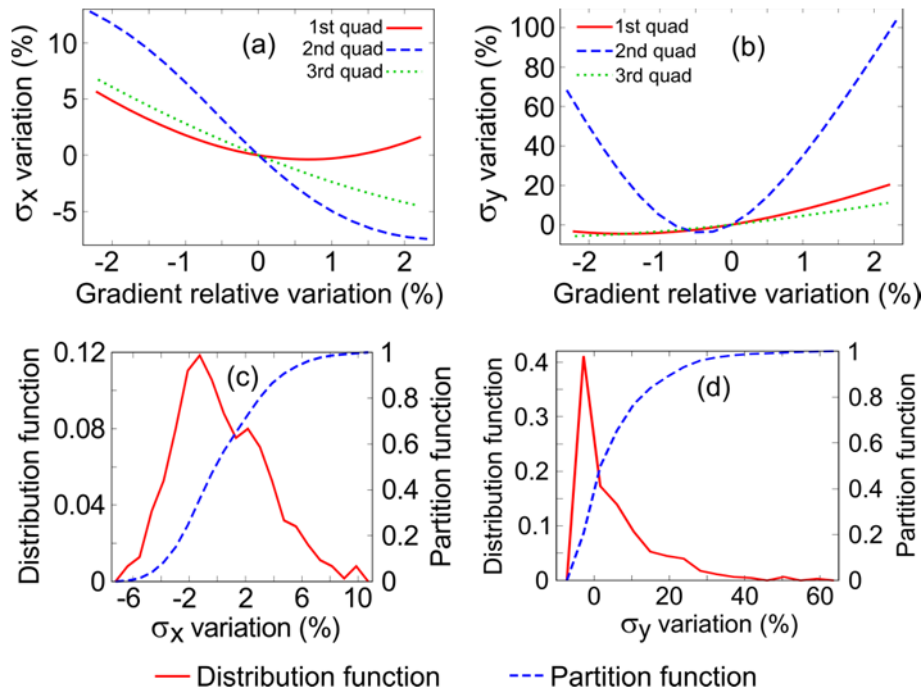 (a)
1st quad
2nd quad
3rd quad
10
5
0
-5
σx variation (%)
-2 -1 0 1 2
Gradient relative variation (%)
(b)
1st quad
2nd quad
3rd quad
100
80
60
40
20
0
σy variation (%)
-2 -1 0 1 2
Gradient relative variation (%)
(c)
0.12
0.08
0.04
0
Distribution function
1
0.8
0.6
0.4
0.2
0
Partition function
-6 -2 2 6 10
σx variation (%)
(d)
0.4
0.3
0.2
0.1
0
Distribution function
1
0.8
0.6
0.4
0.2
0
Partition function
0 20 40 60
σy variation (%)
Distribution function
Partition function